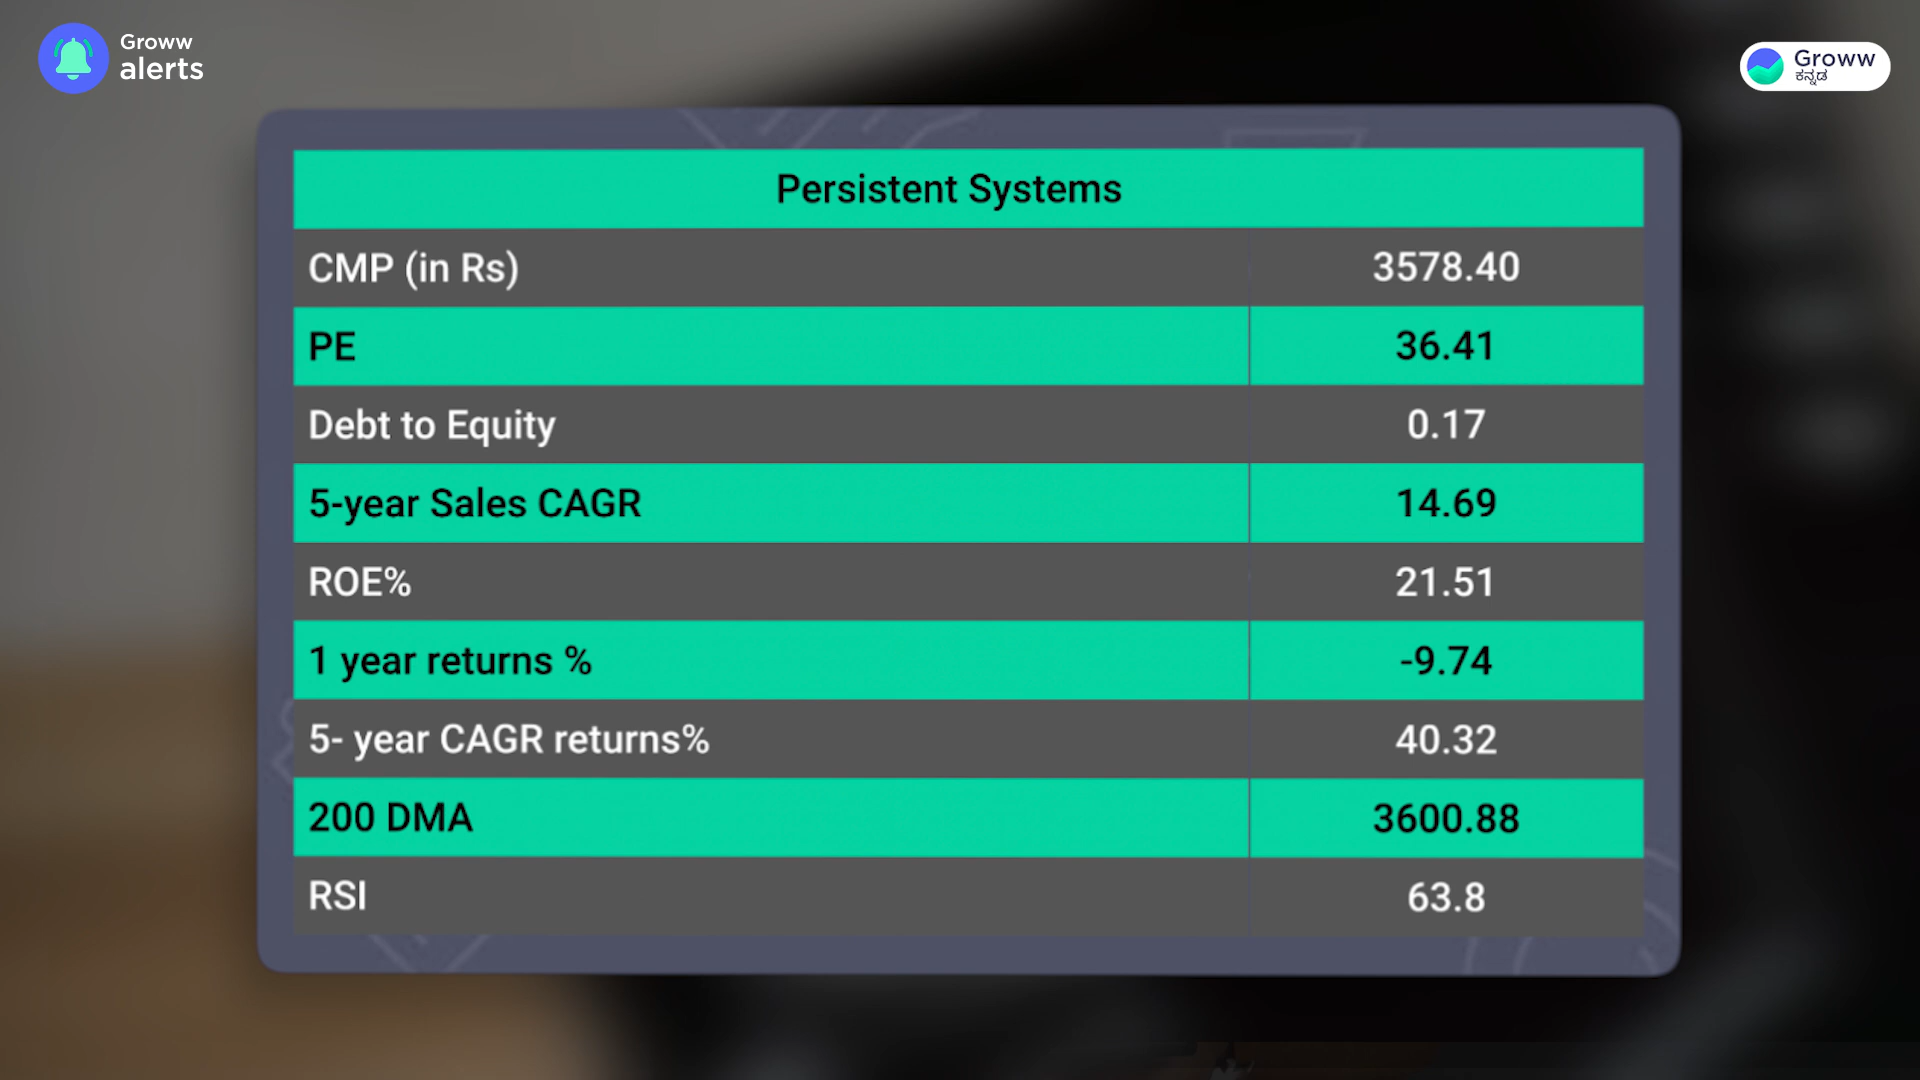 Groww
alerts
Groww
ಕನ್ನಡ
Persistent Systems
CMP (in Rs) 3578.40
PE 36.41
Debt to Equity 0.17
5-year Sales CAGR 14.69
ROE% 21.51
1 year returns % -9.74
5- year CAGR returns% 40.32
200 DMA 3600.88
RSI 63.8